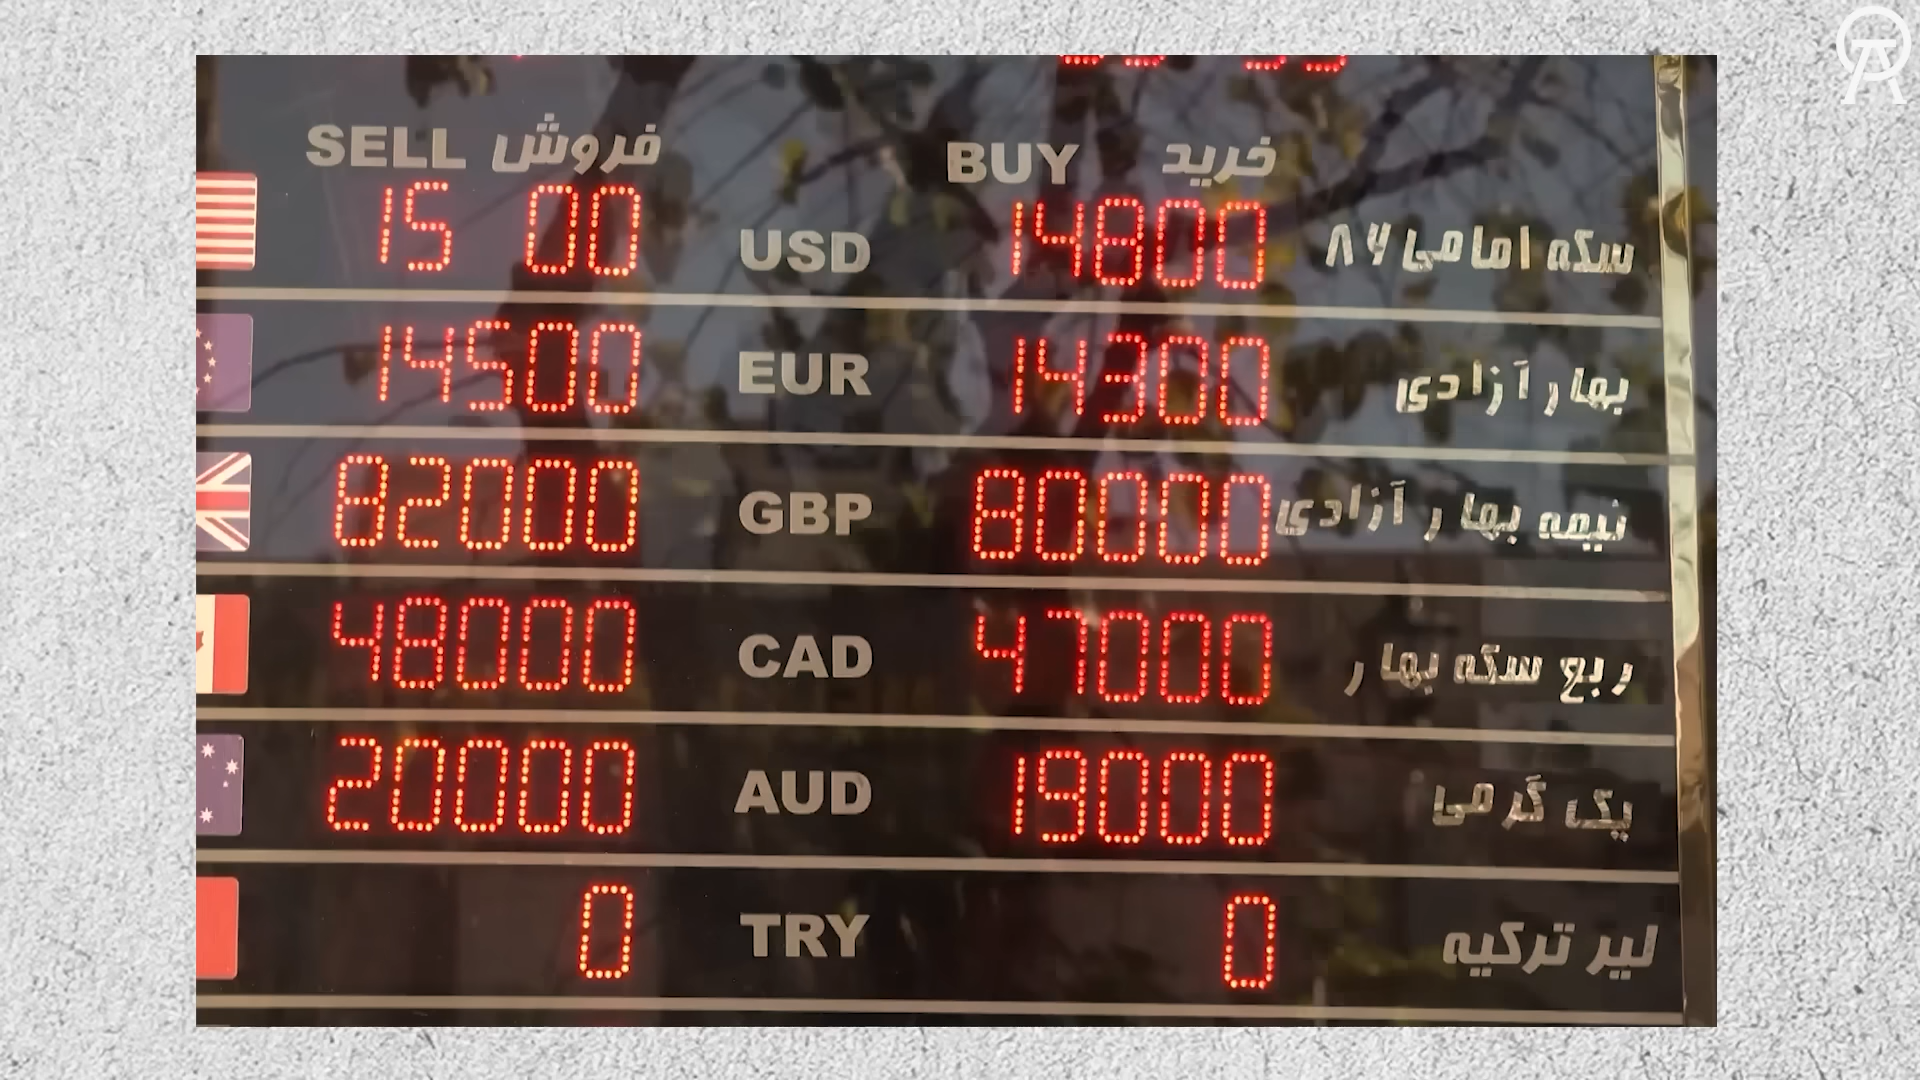 SELL فروش BUY خرید
15 00 USD 14800 سکه امامی ۸۶
14500 EUR 14300 بهار آزادی
82000 GBP 80000 نیمه بهار آزادی
48000 CAD 47000 ربع سکه بهار
20000 AUD 19000 یک گرمی
0 TRY 0 لیر ترکیه